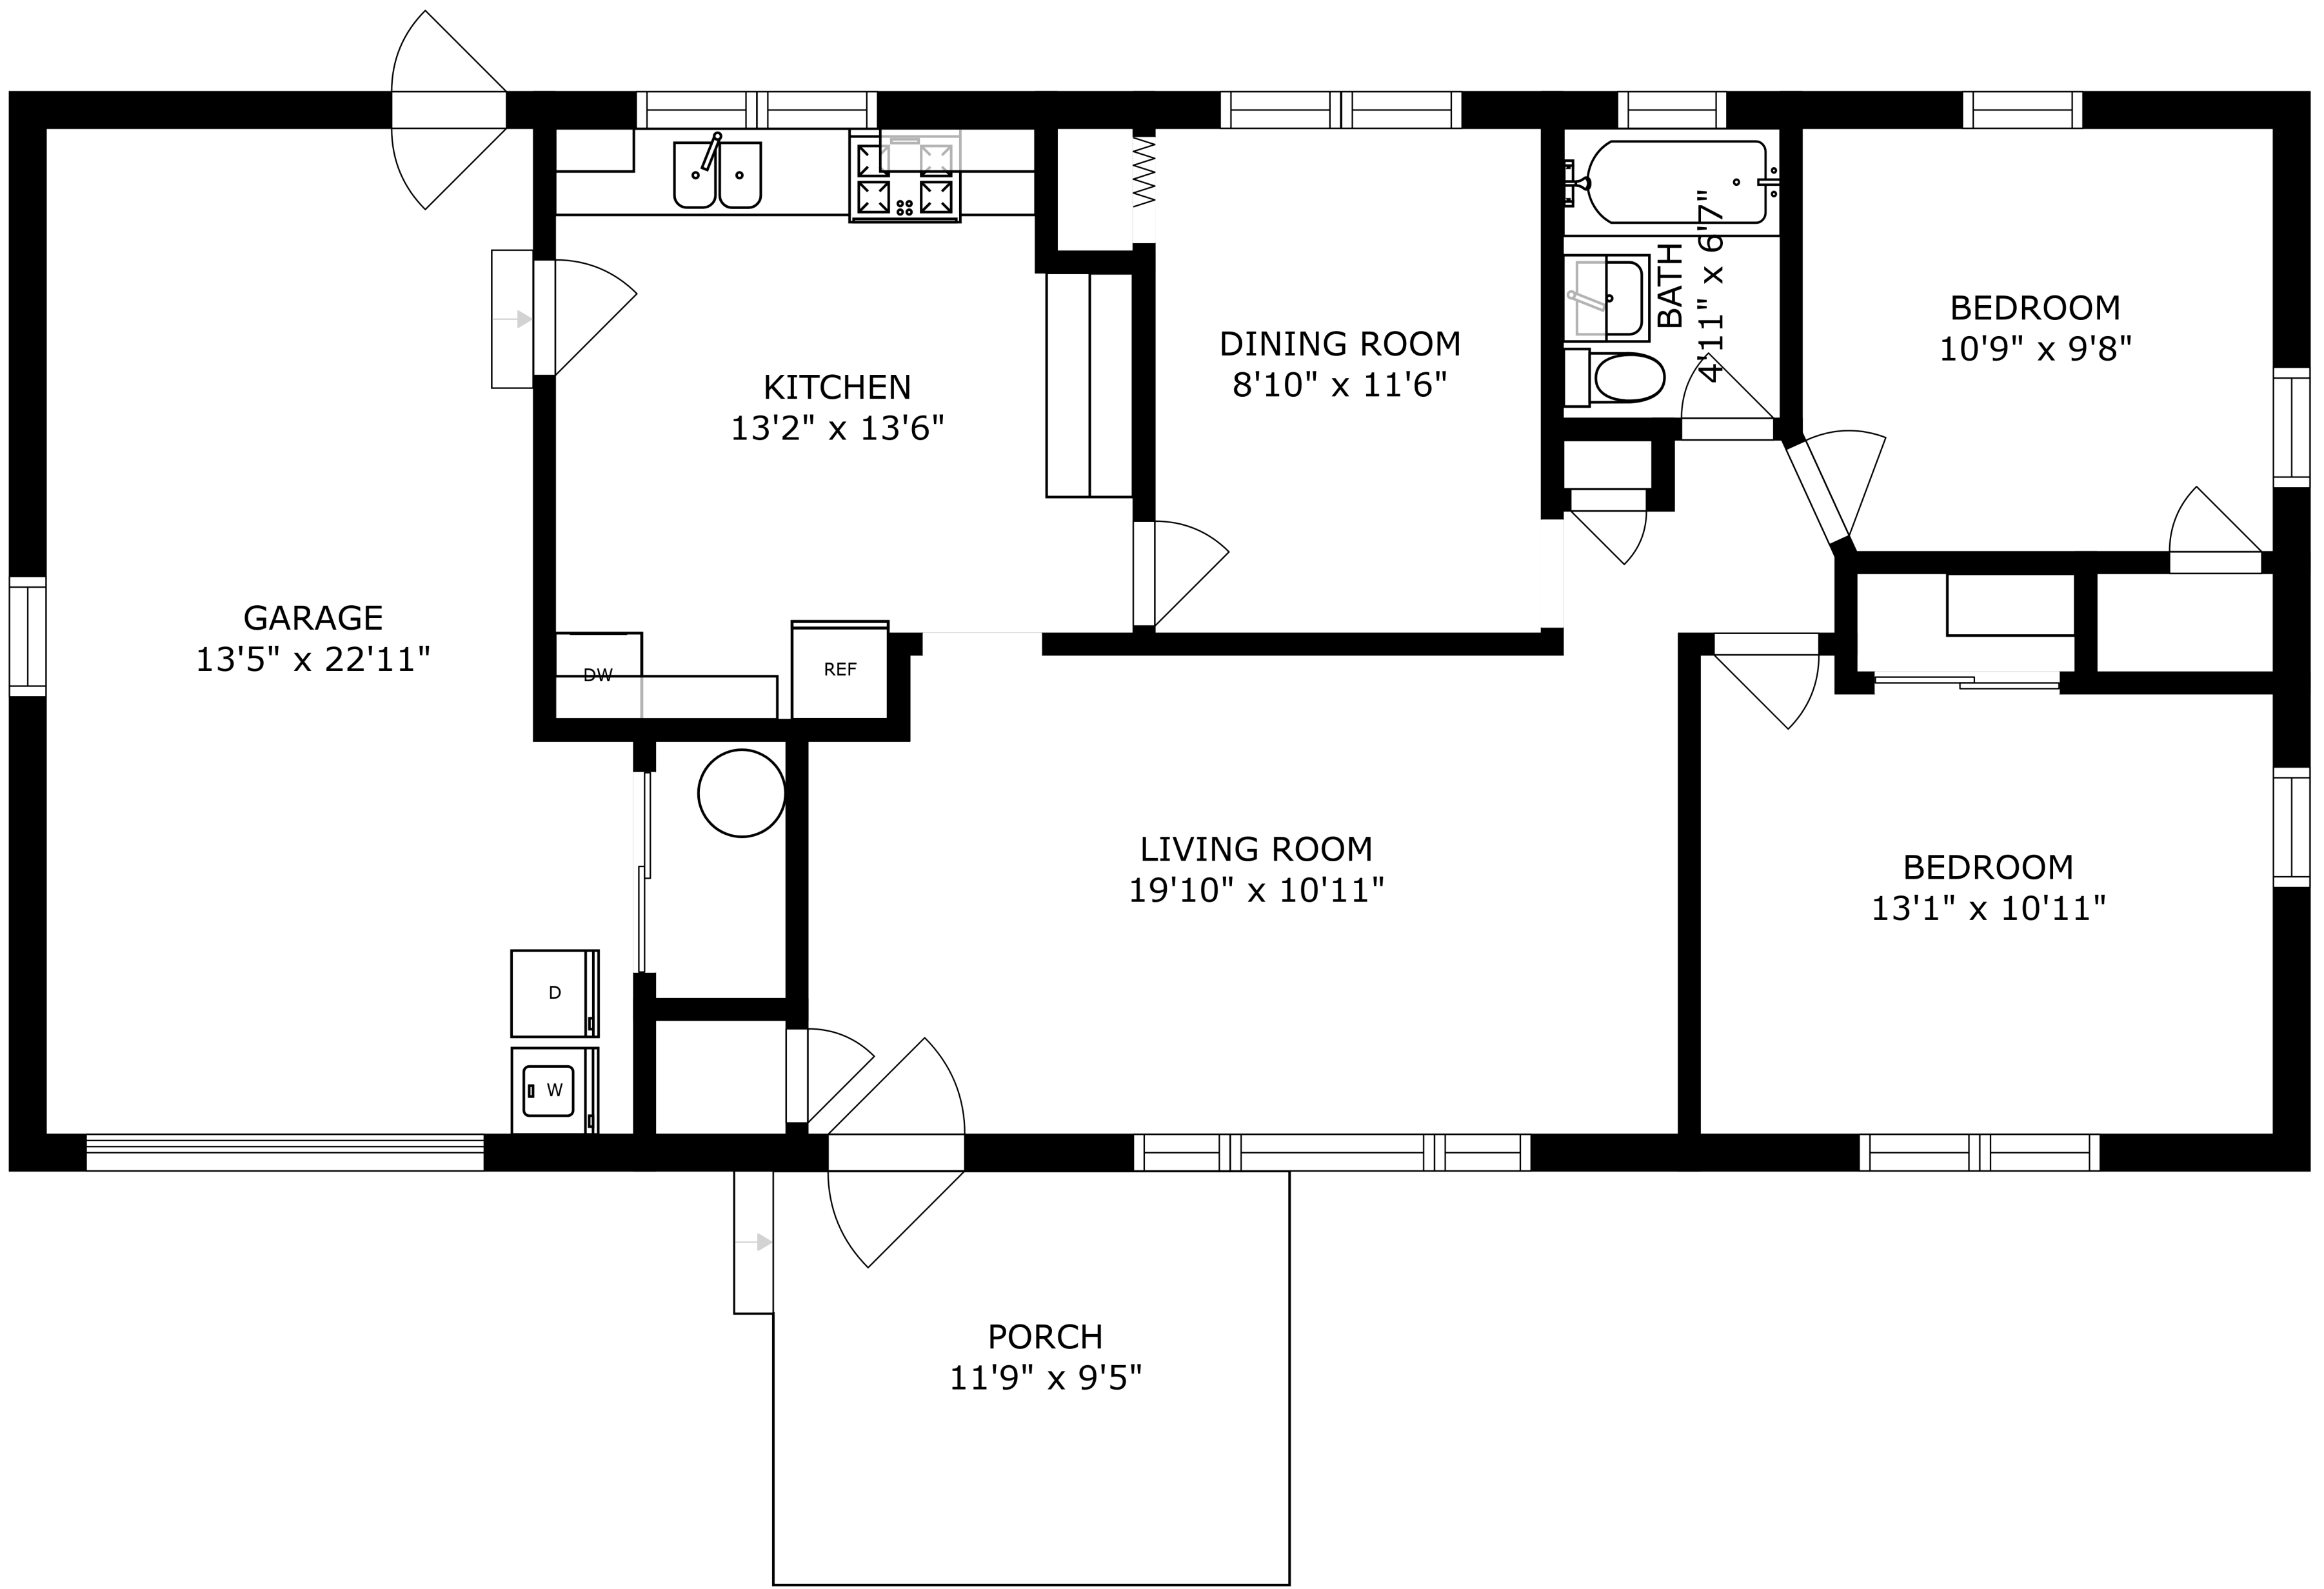 BATH
4'11" x 6'7"
BEDROOM
10'9" x 9'8"
DINING ROOM
8'10" x 11'6"
KITCHEN
13'2" x 13'6"
GARAGE
13'5" x 22'11"
DW
REF
LIVING ROOM
19'10" x 10'11"
BEDROOM
13'1" x 10'11"
D
W
PORCH
11'9" x 9'5"